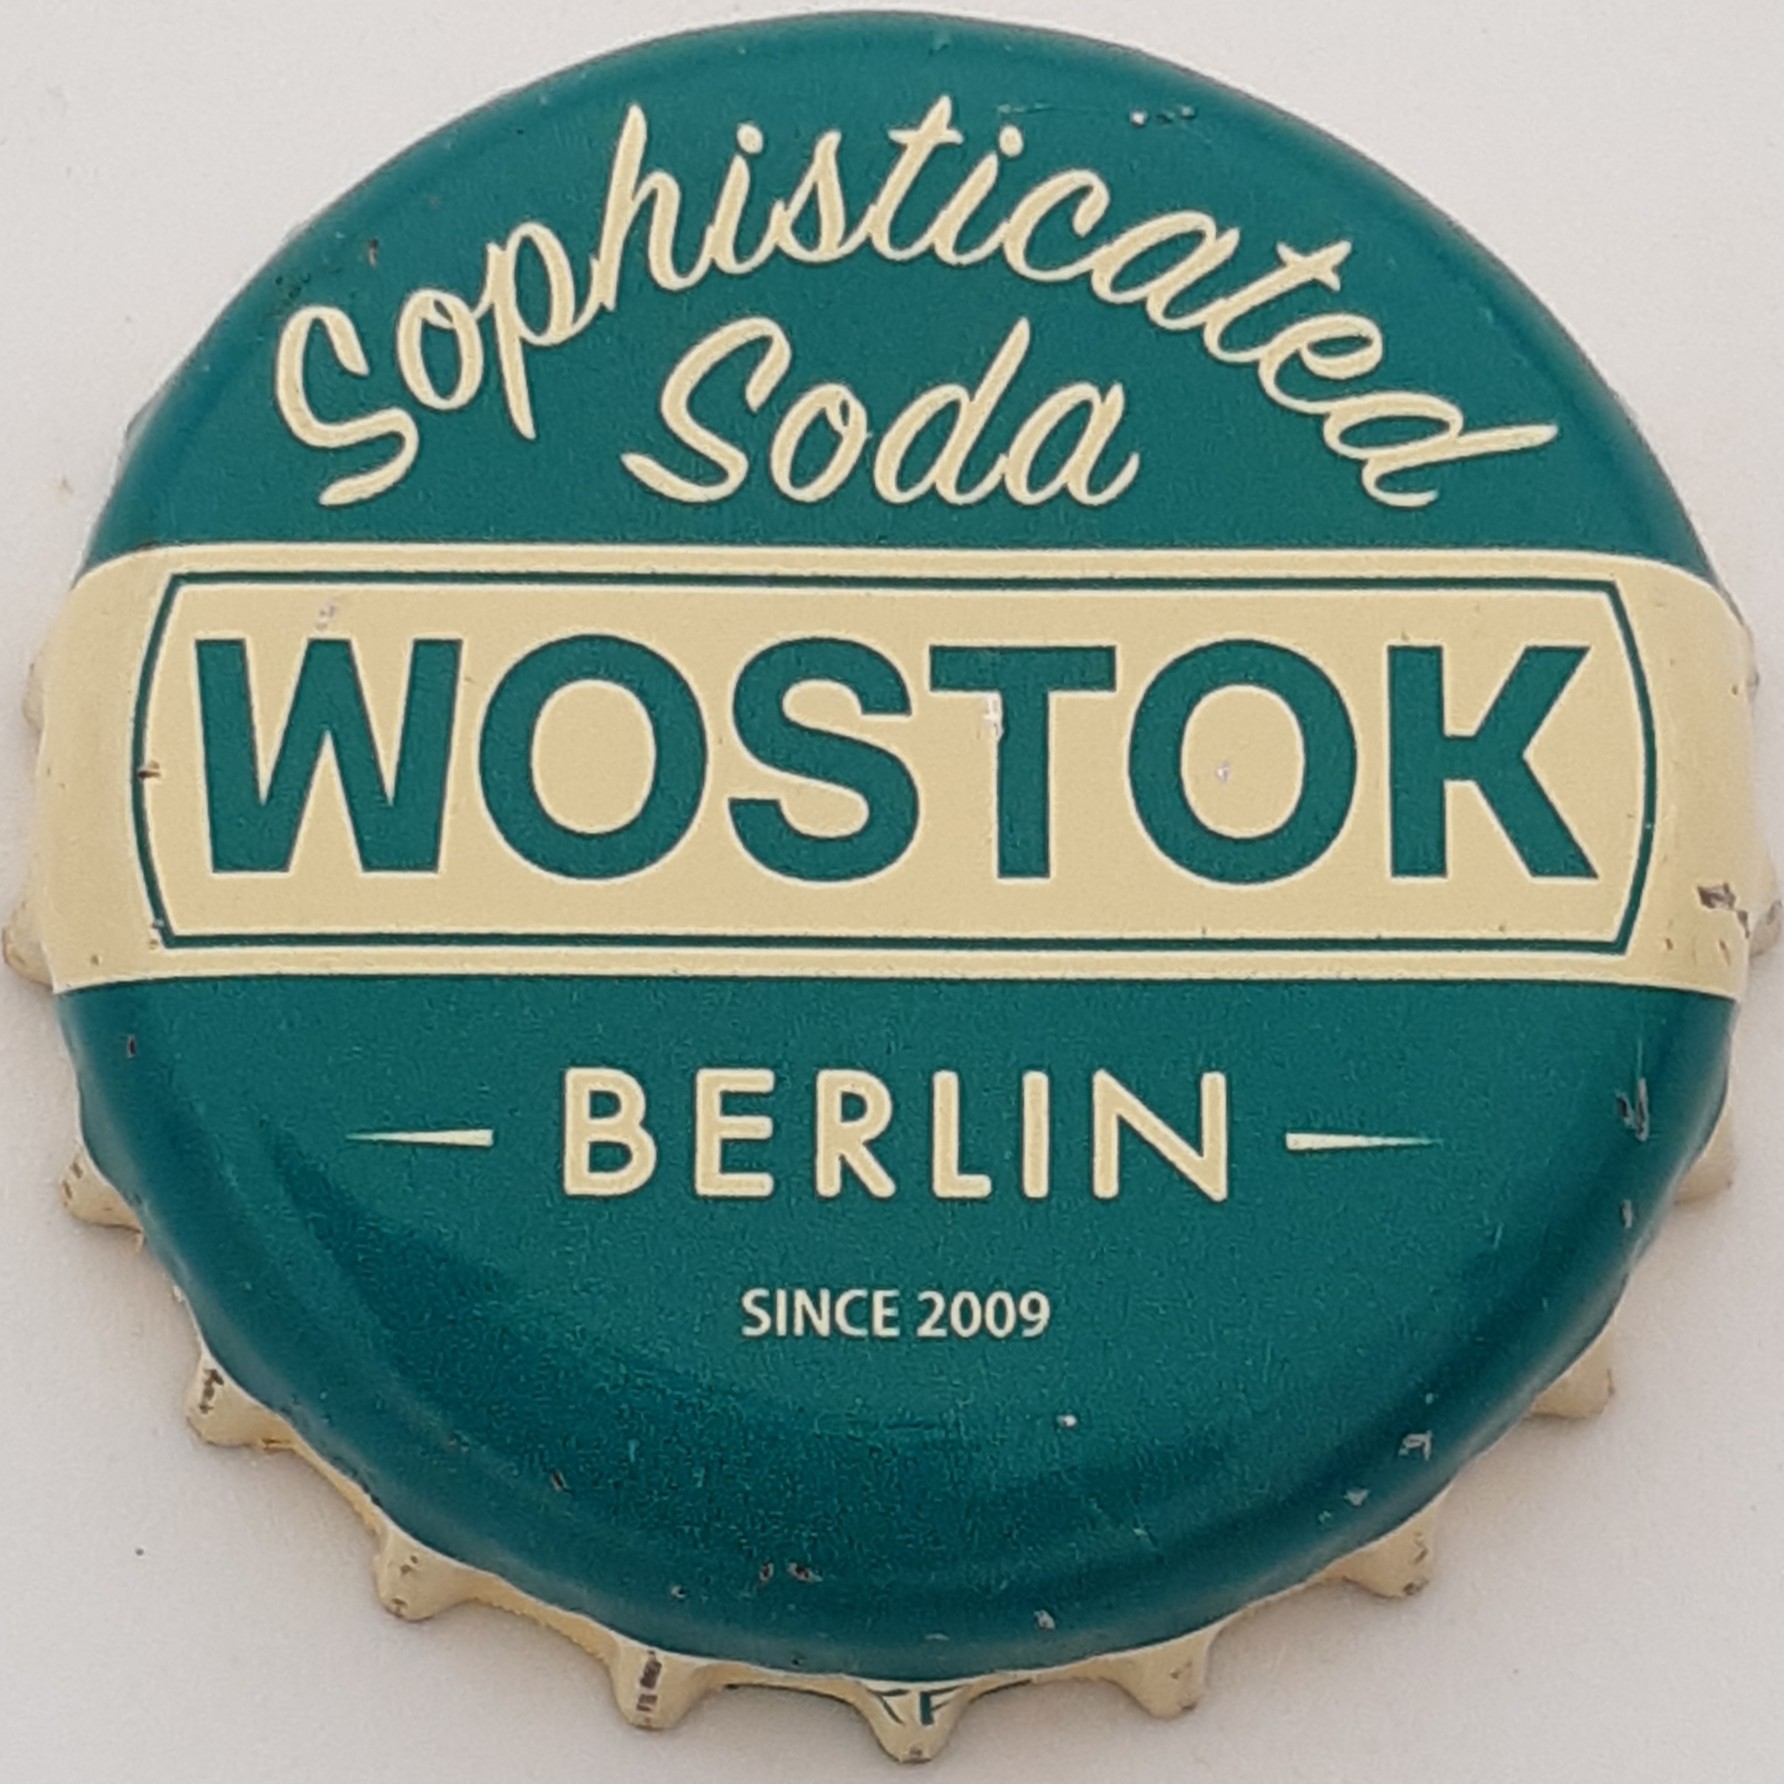 Sophisticated
Soda
WOSTOK
BERLIN
SINCE 2009